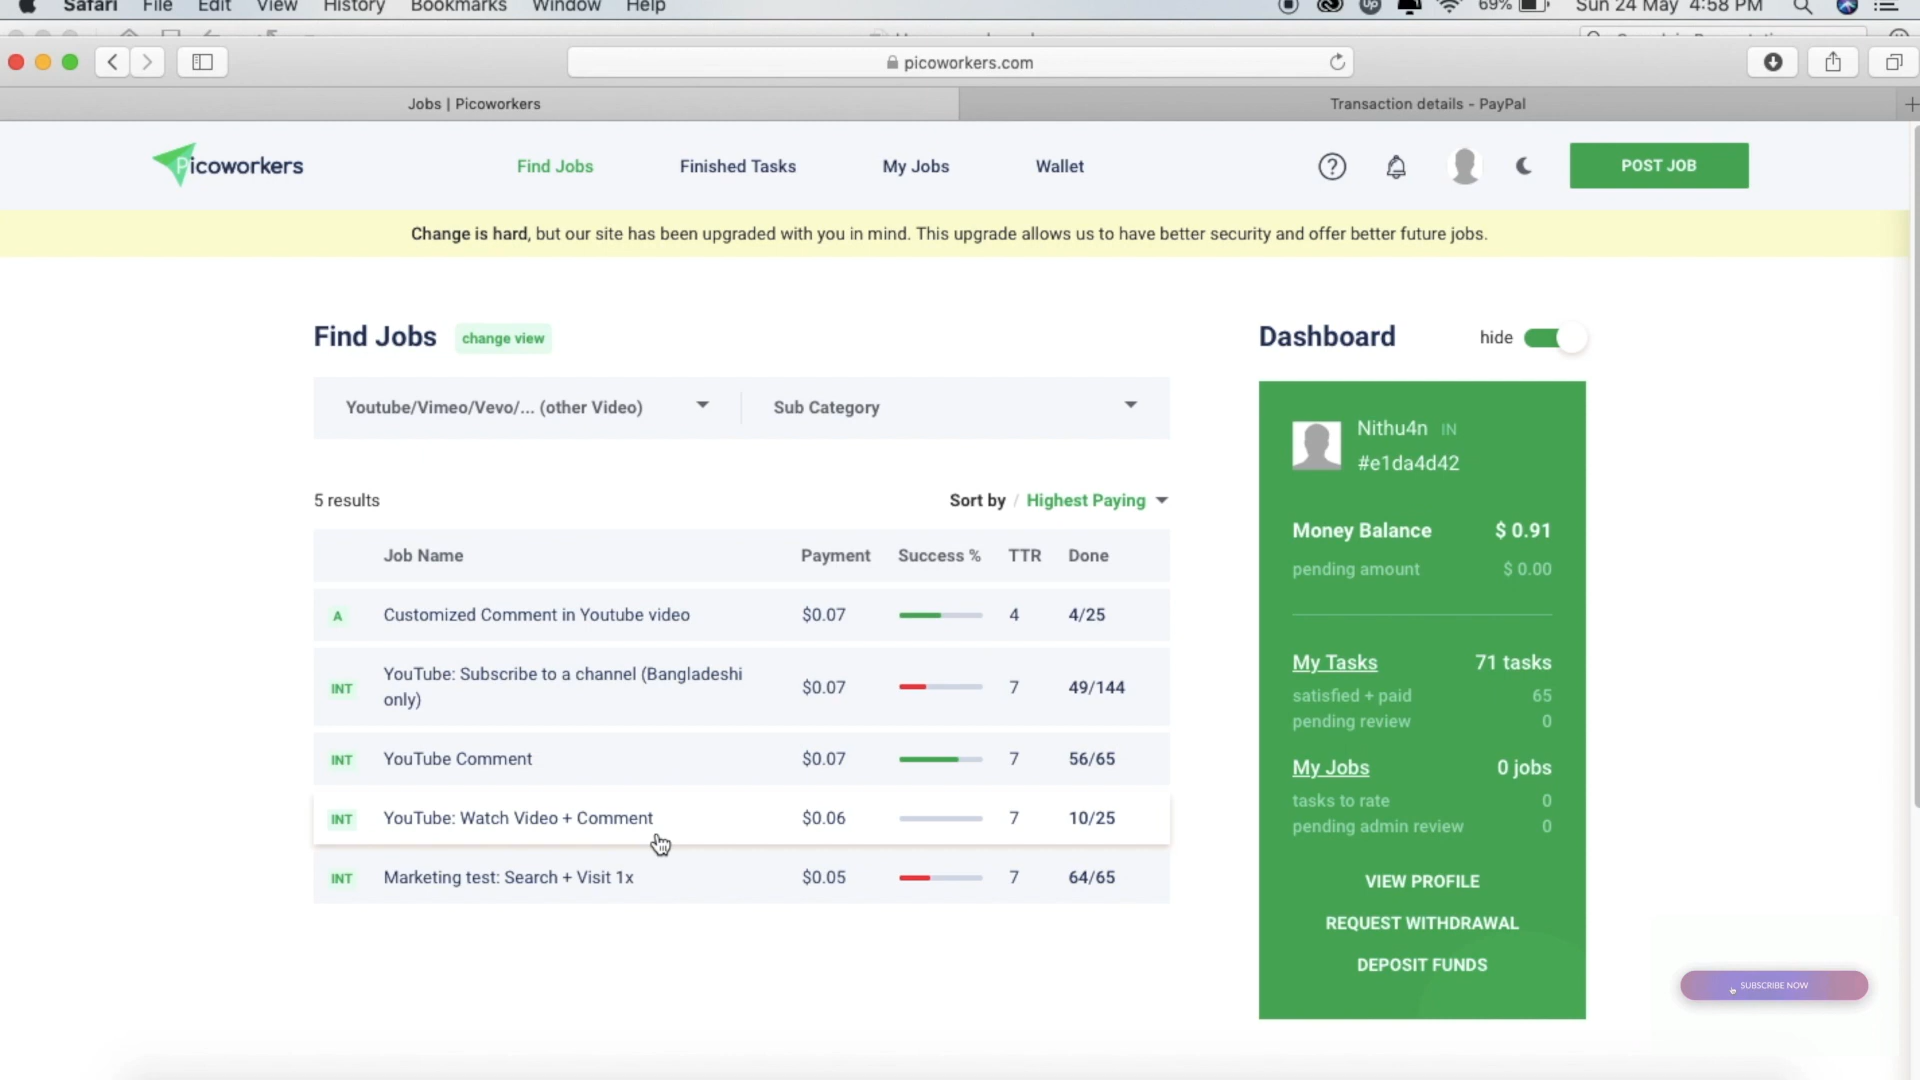 Safari File Edit View History Bookmarks Window Help Up 69% Sun 24 May 4:58 PM
picoworkers.com
Jobs | Picoworkers Transaction details - PayPal
Picoworkers Find Jobs Finished Tasks My Jobs Wallet POST JOB
Change is hard, but our site has been upgraded with you in mind. This upgrade allows us to have better security and offer better future jobs.
Find Jobs change view
Youtube/Vimeo/Vevo/... (other Video) Sub Category
5 results Sort by / Highest Paying
Job Name Payment Success % TTR Done
A Customized Comment in Youtube video $0.07 4 4/25
INT YouTube: Subscribe to a channel (Bangladeshi
only) $0.07 7 49/144
INT YouTube Comment $0.07 7 56/65
INT YouTube: Watch Video + Comment $0.06 7 10/25
INT Marketing test: Search + Visit 1x $0.05 7 64/65
Dashboard hide
Nithu4n IN
#e1da4d42
Money Balance $ 0.91
pending amount $ 0.00
My Tasks 71 tasks
satisfied + paid 65
pending review 0
My Jobs 0 jobs
tasks to rate 0
pending admin review 0
VIEW PROFILE
REQUEST WITHDRAWAL
DEPOSIT FUNDS
SUBSCRIBE NOW